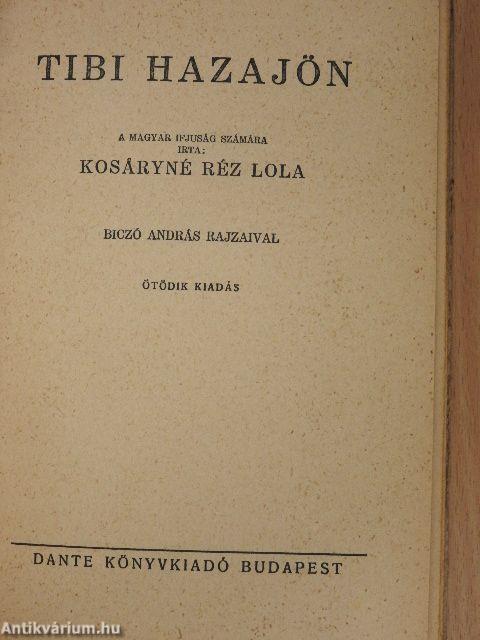 TIBI HAZAJÖN
A MAGYAR IFJUSÁG SZÁMÁRA
IRTA:
KOSÁRYNÉ RÉZ LOLA
BICZÓ ANDRÁS RAJZAIVAL
ÖTÖDIK KIADÁS
DANTE KÖNYVKIADÓ BUDAPEST
Antikvárium.hu